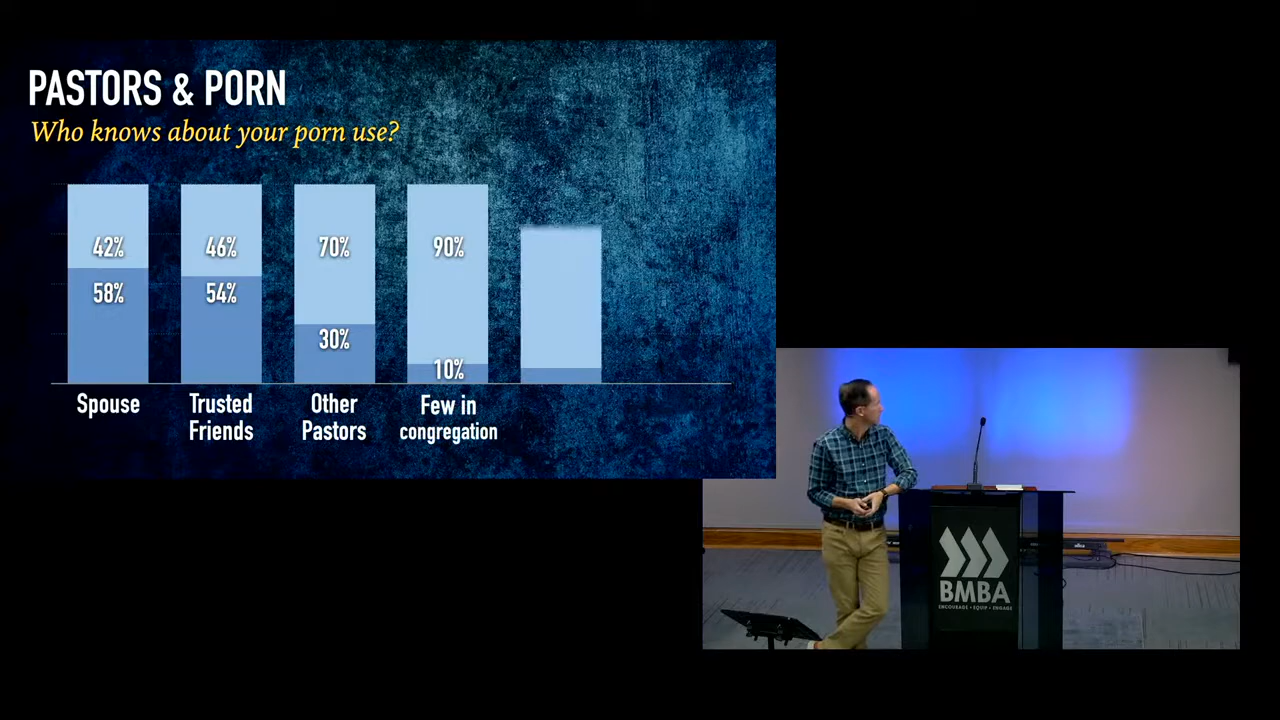 PASTORS & PORN
Who knows about your porn use?
42%
46%
70%
90%
58%
54%
30%
10%
Spouse
Trusted
Friends
Other
Pastors
Few in
congregation
BMBA
ENCOURAGE • EQUIP • ENGAGE